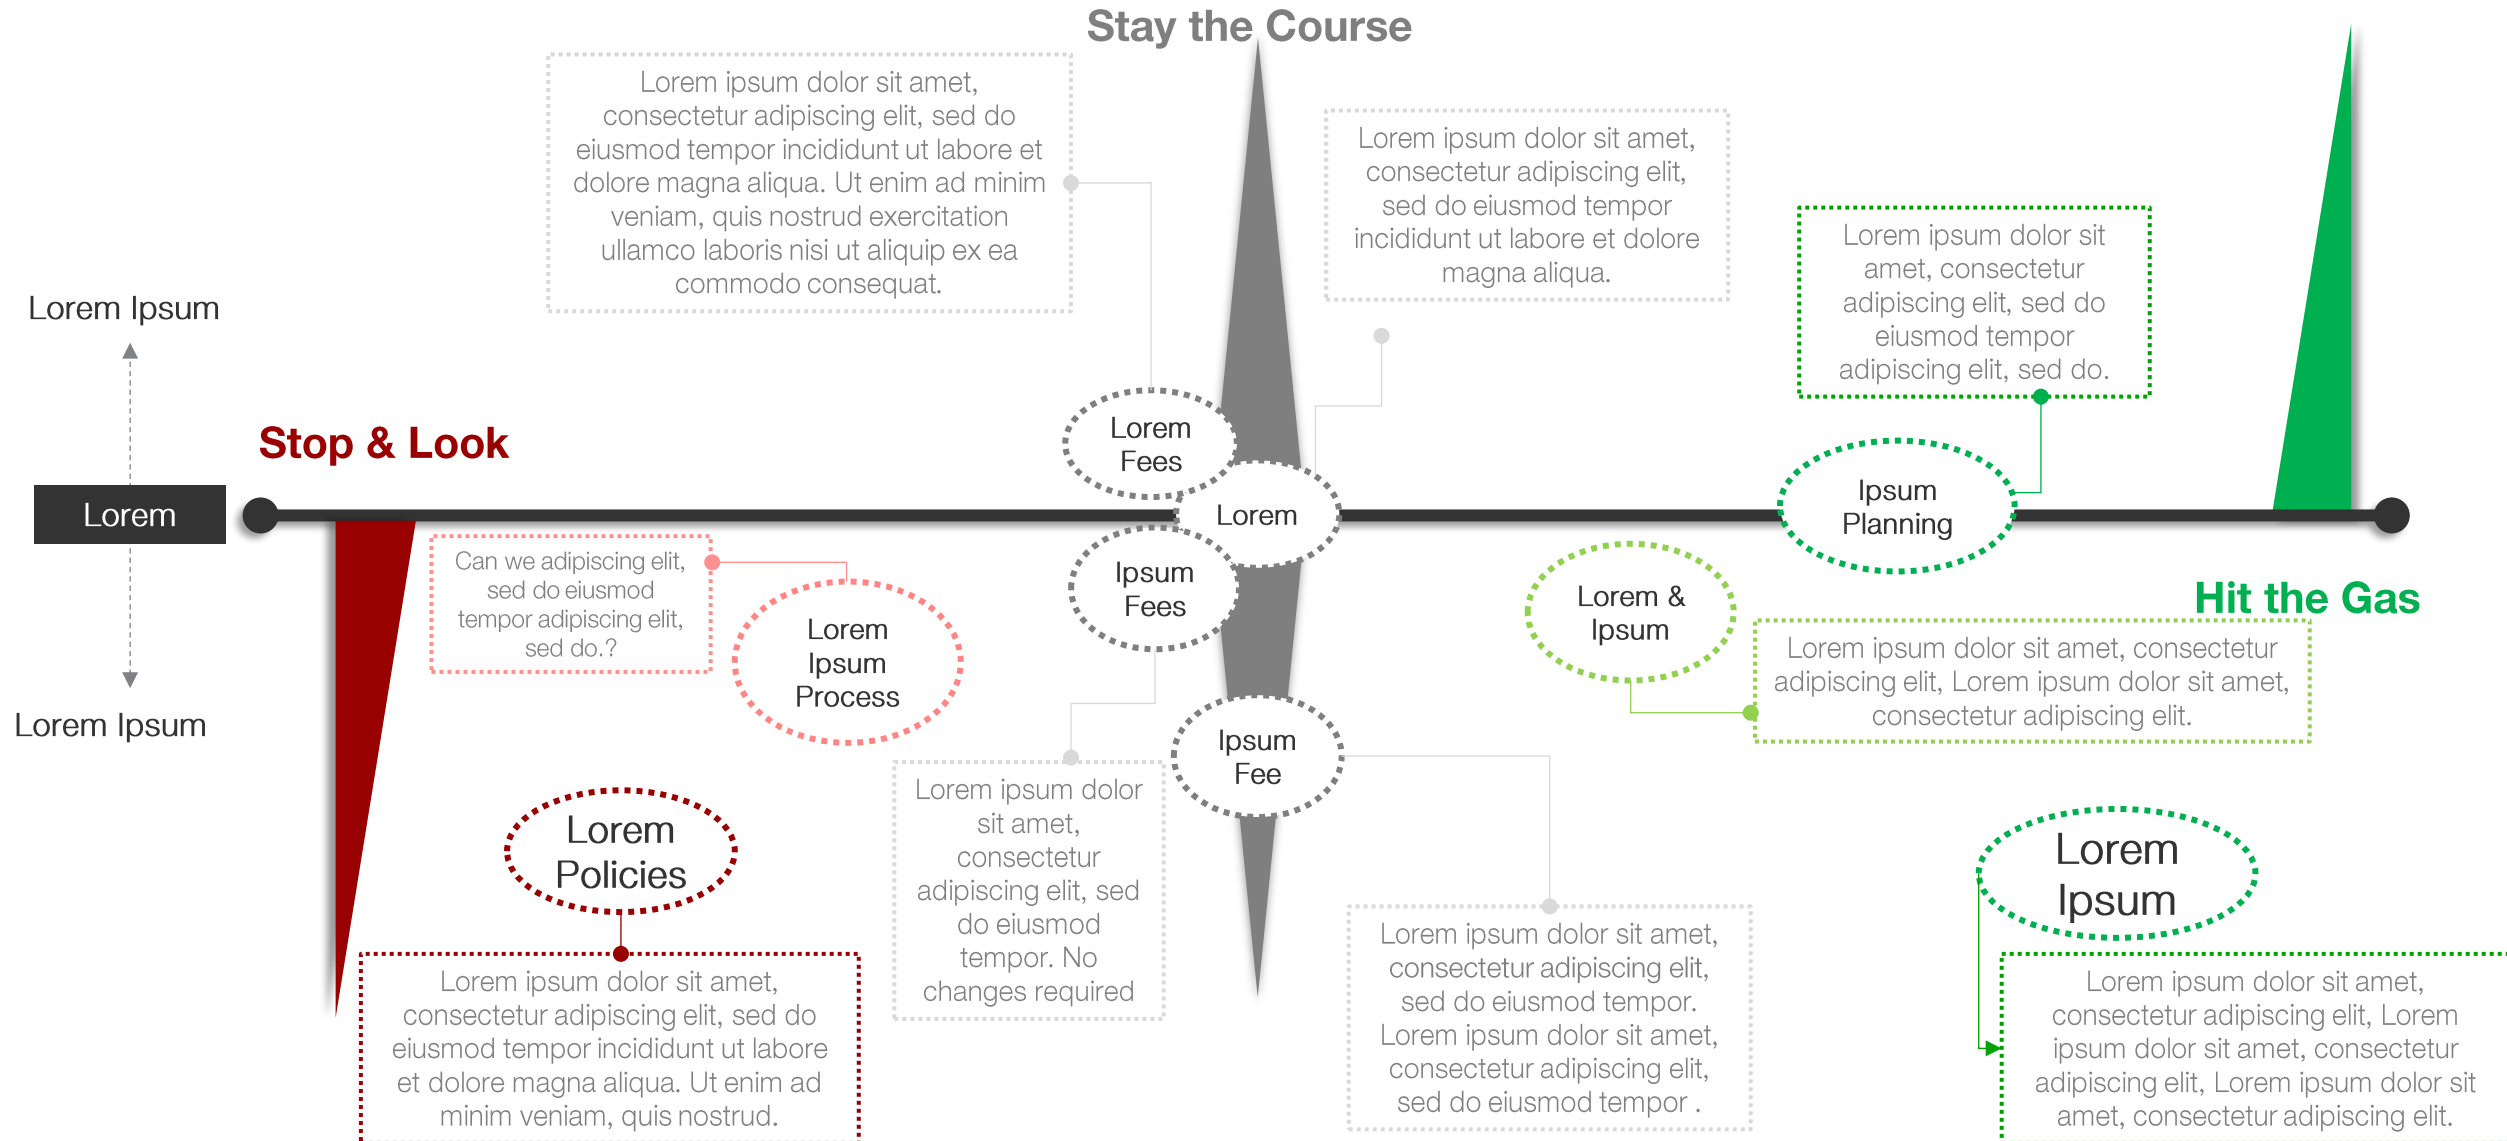 Stay the Course
Lorem ipsum dolor sit amet,
consectetur adipiscing elit, sed do
eiusmod tempor incididunt ut labore et
dolore magna aliqua. Ut enim ad minim
veniam, quis nostrud exercitation
ullamco laboris nisi ut aliquip ex ea
commodo consequat.
Lorem ipsum dolor sit amet,
consectetur adipiscing elit,
sed do eiusmod tempor
incididunt ut labore et dolore
magna aliqua.
Lorem ipsum dolor sit
amet, consectetur
adipiscing elit, sed do
eiusmod tempor
adipiscing elit, sed do.
Lorem Ipsum
Lorem
Lorem Ipsum
Stop & Look
Lorem
Fees
Lorem
Ipsum
Fees
Ipsum
Fee
Ipsum
Planning
Can we adipiscing elit,
sed do eiusmod
tempor adipiscing elit,
sed do.?
Lorem
Ipsum
Process
Lorem &
Ipsum
Hit the Gas
Lorem ipsum dolor sit amet, consectetur
adipiscing elit, Lorem ipsum dolor sit amet,
consectetur adipiscing elit.
Lorem
Policies
Lorem ipsum dolor sit amet,
consectetur adipiscing elit, sed do
eiusmod tempor incididunt ut labore
et dolore magna aliqua. Ut enim ad
minim veniam, quis nostrud.
Lorem ipsum dolor
sit amet,
consectetur
adipiscing elit, sed
do eiusmod
tempor. No
changes required
Lorem ipsum dolor sit amet,
consectetur adipiscing elit,
sed do eiusmod tempor.
Lorem ipsum dolor sit amet,
consectetur adipiscing elit,
sed do eiusmod tempor .
Lorem
Ipsum
Lorem ipsum dolor sit amet,
consectetur adipiscing elit, Lorem
ipsum dolor sit amet, consectetur
adipiscing elit, Lorem ipsum dolor sit
amet, consectetur adipiscing elit.